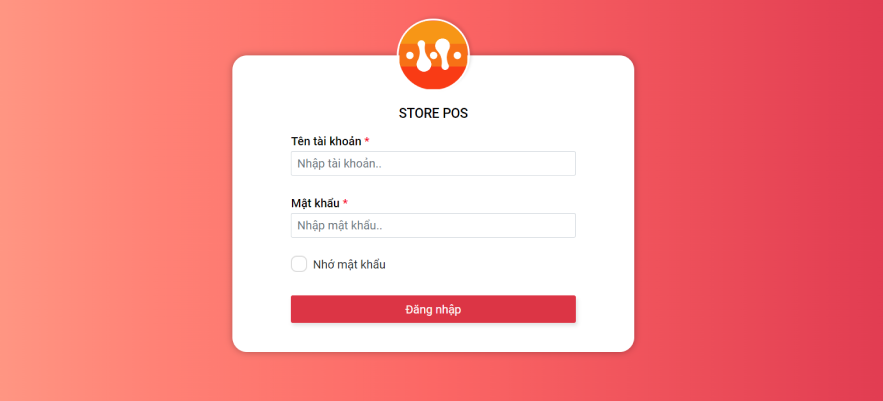 STORE POS
Tên tài khoản *
Nhập tài khoản..
Mật khẩu *
Nhập mật khẩu..
Nhớ mật khẩu
Đăng nhập